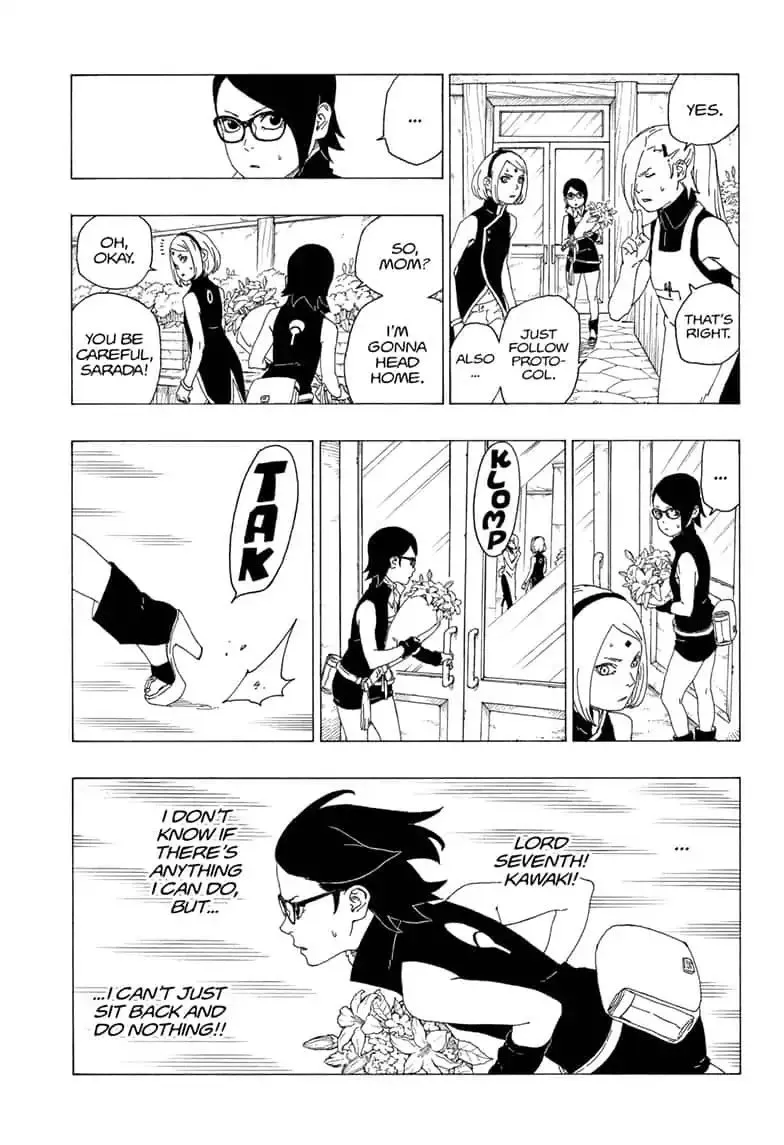 YES.
THAT'S
RIGHT.
JUST
FOLLOW
PROTO-
COL.
ALSO
...
...
SO,
MOM?
I'M
GONNA
HEAD
HOME.
OH,
OKAY.
YOU BE
CAREFUL,
SARADA!
...
KLOMP
TAK
...
LORD
SEVENTH!
KAWAKI!
I DON'T
KNOW IF
THERE'S
ANYTHING
I CAN DO,
BUT...
...I CAN'T JUST
SIT BACK AND
DO NOTHING!!